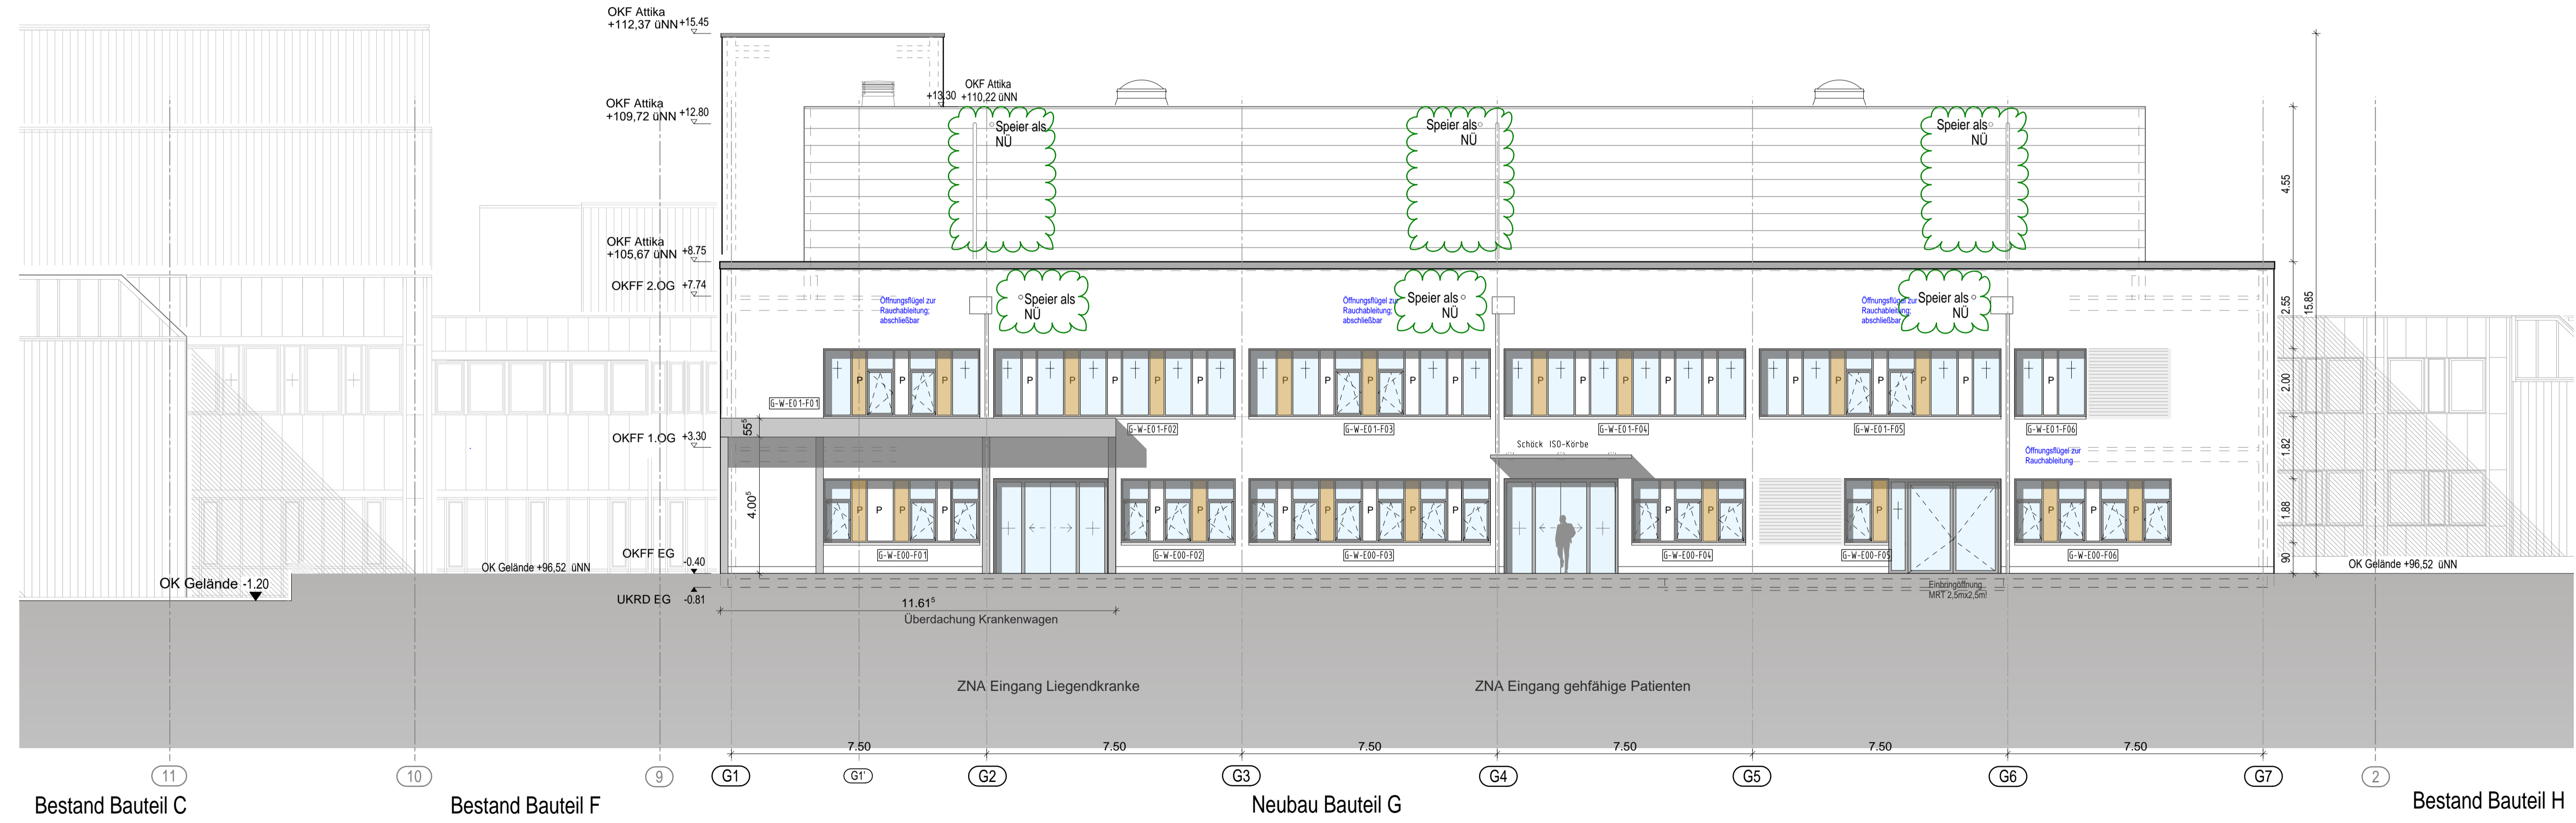 OKF Attika
+112,37 üNN +15.45
OKF Attika
+109,72 üNN +12.80
OKF Attika
+13.30 +110,22 üNN
Speier als
NÜ
Speier als
NÜ
Speier als
NÜ
4.55
OKF Attika
+105,67 üNN +8.75
OKFF 2.OG +7.74
Öffnungsflügel zur
Rauchableitung;
abschließbar
Speier als
NÜ
Öffnungsflügel zur
Rauchableitung;
abschließbar
Speier als
NÜ
Öffnungsflügel zur
Rauchableitung;
abschließbar
Speier als
NÜ
2.55
15.85
P P P P P P P P P P P P P P P P P P P P P P P
2.00
G-W-E01-F01
G-W-E01-F02
G-W-E01-F03
G-W-E01-F04
G-W-E01-F05
G-W-E01-F06
55⁵
OKFF 1.OG +3.30
Schöck ISO-Körbe
Öffnungsflügel zur
Rauchableitung
1.82
4.00⁵
P P P P P P P P P P P P P P P
1.88
G-W-E00-F01
G-W-E00-F02
G-W-E00-F03
G-W-E00-F04
G-W-E00-F05
G-W-E00-F06
90
OKFF EG
-0.40
OK Gelände +96,52 üNN
OK Gelände +96,52 üNN
OK Gelände -1.20
UKRD EG -0.81
Einbringöffnung
MRT 2,5mx2,5m!
11.61⁵
Überdachung Krankenwagen
ZNA Eingang Liegendkranke
ZNA Eingang gehfähige Patienten
7.50 7.50 7.50 7.50 7.50 7.50
11 10 9 G1 G1' G2 G3 G4 G5 G6 G7 2
Bestand Bauteil C
Bestand Bauteil F
Neubau Bauteil G
Bestand Bauteil H